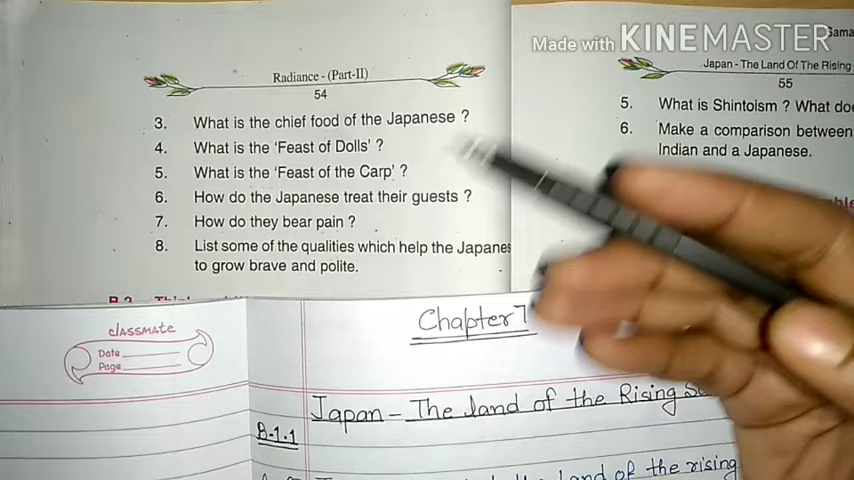 Made with KINEMASTER
Radiance - (Part-II)
54
3. What is the chief food of the Japanese ?
4. What is the 'Feast of Dolls' ?
5. What is the 'Feast of the Carp' ?
6. How do the Japanese treat their guests ?
7. How do they bear pain ?
8. List some of the qualities which help the Japanes
to grow brave and polite.
Sama
Japan - The Land Of The Rising
55
5. What is Shintoism ? What doe
6. Make a comparison between
Indian and a Japanese.
classmate
Date
Page
Chapter 7
Japan - The land of the Rising
B.1.1
land of the rising